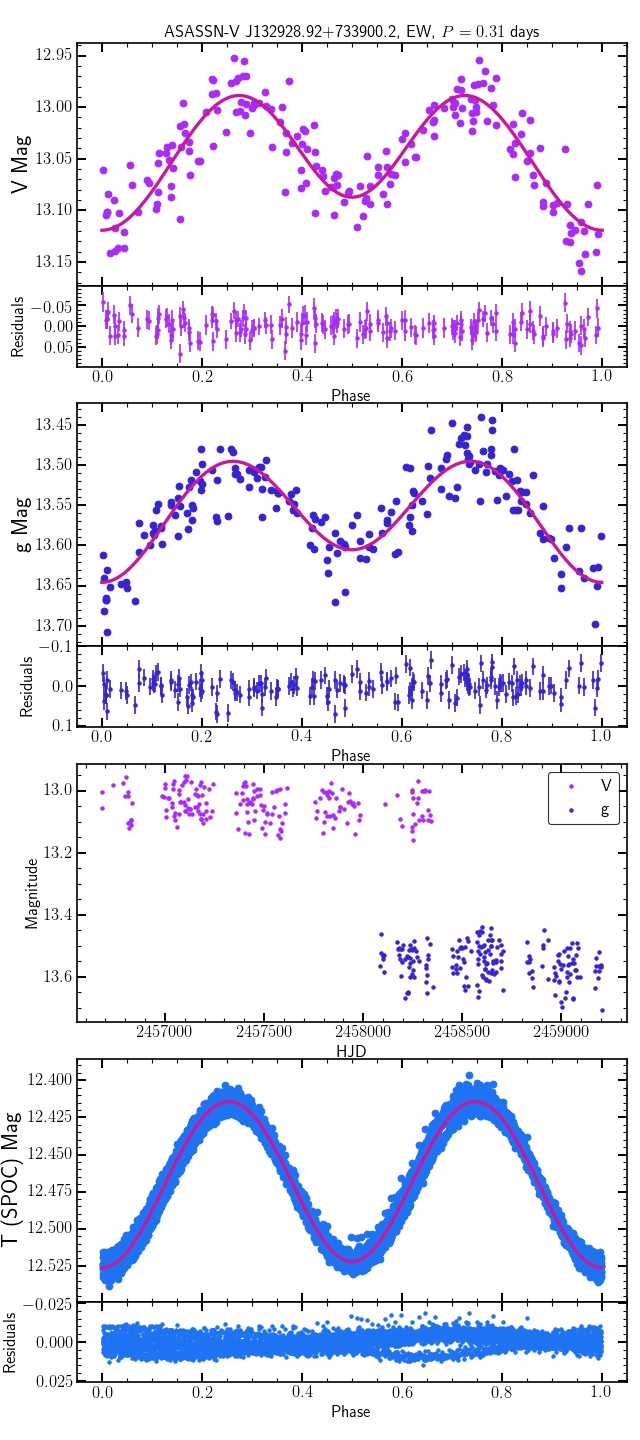 ASASSN-V J132928.92+733900.2, EW, P = 0.31 days
12.95
13.00
13.05
13.10
13.15
V Mag
−0.05
0.00
0.05
Residuals
0.0 0.2 0.4 0.6 0.8 1.0
Phase
13.45
13.50
13.55
13.60
13.65
13.70
g Mag
−0.1
0.0
0.1
Residuals
0.0 0.2 0.4 0.6 0.8 1.0
Phase
13.0
13.2
13.4
13.6
Magnitude
V
g
2457000 2457500 2458000 2458500 2459000
HJD
12.400
12.425
12.450
12.475
12.500
12.525
T (SPOC) Mag
−0.025
0.000
0.025
Residuals
0.0 0.2 0.4 0.6 0.8 1.0
Phase